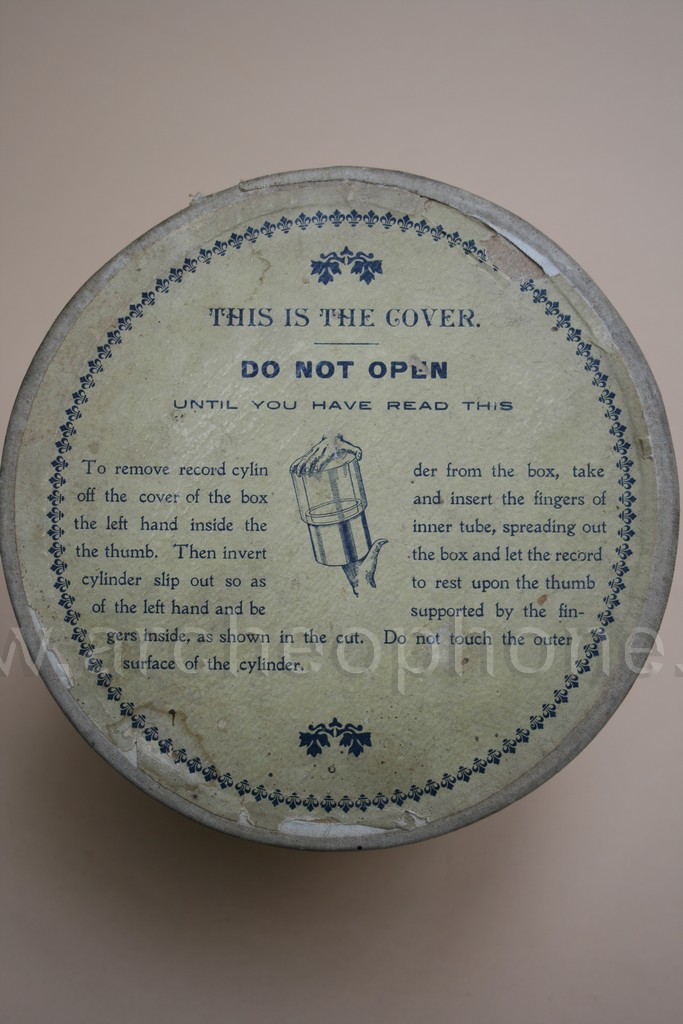 THIS IS THE COVER.
DO NOT OPEN
UNTIL YOU HAVE READ THIS
To remove record cylin der from the box, take
off the cover of the box and insert the fingers of
the left hand inside the inner tube, spreading out
the thumb. Then invert the box and let the record
cylinder slip out so as to rest upon the thumb
of the left hand and be supported by the fin-
gers inside, as shown in the cut. Do not touch the outer
surface of the cylinder.
w.archeophone.